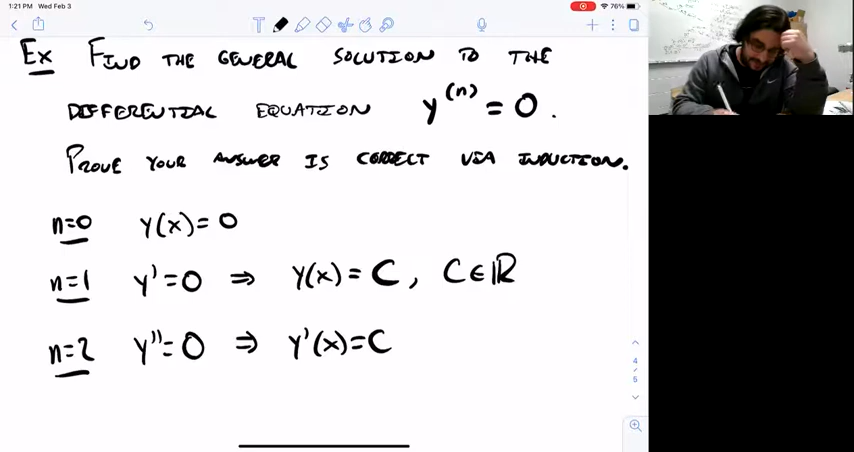 1:21 PM Wed Feb 3
76%
Ex FIND THE GENERAL SOLUTION TO THE
DIFFERENTIAL EQUATION y^(n) = 0.
PROVE YOUR ANSWER IS CORRECT VIA INDUCTION.
n=0 y(x) = 0
n=1 y' = 0 ⇒ y(x) = C, C∈ℝ
n=2 y'' = 0 ⇒ y'(x) = C
4
/
5